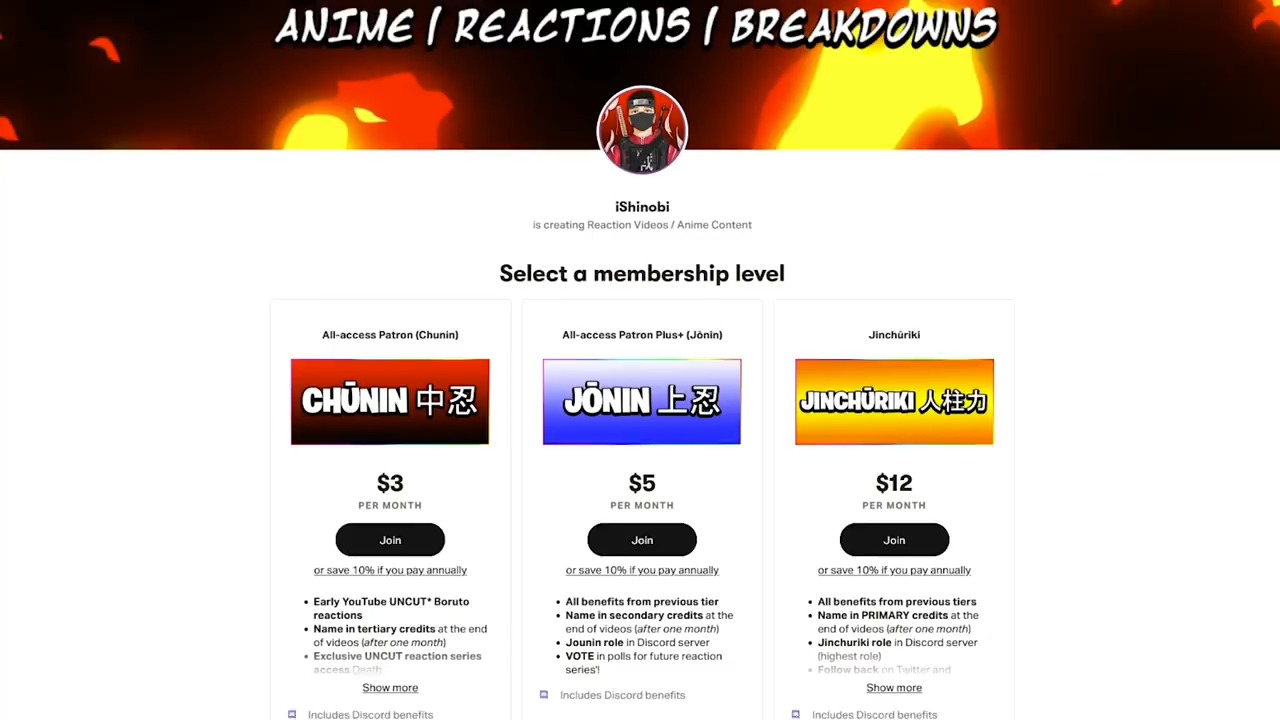 ANIME | REACTIONS | BREAKDOWNS
iShinobi
is creating Reaction Videos / Anime Content
Select a membership level
All-access Patron (Chunin)
CHŪNIN 中忍
$3
PER MONTH
Join
or save 10% if you pay annually
• Early YouTube UNCUT* Boruto
reactions
• Name in tertiary credits at the end
of videos (after one month)
• Exclusive UNCUT reaction series
access Death
Show more
Includes Discord benefits
All-access Patron Plus+ (Jōnin)
JŌNIN 上忍
$5
PER MONTH
Join
or save 10% if you pay annually
• All benefits from previous tier
• Name in secondary credits at the
end of videos (after one month)
• Jounin role in Discord server
• VOTE in polls for future reaction
series'!
Includes Discord benefits
Jinchūriki
JINCHŪRIKI 人柱力
$12
PER MONTH
Join
or save 10% if you pay annually
• All benefits from previous tiers
• Name in PRIMARY credits at the
end of videos (after one month)
• Jinchuriki role in Discord server
(highest role)
• Follow back on Twitter and
Show more
Includes Discord benefits